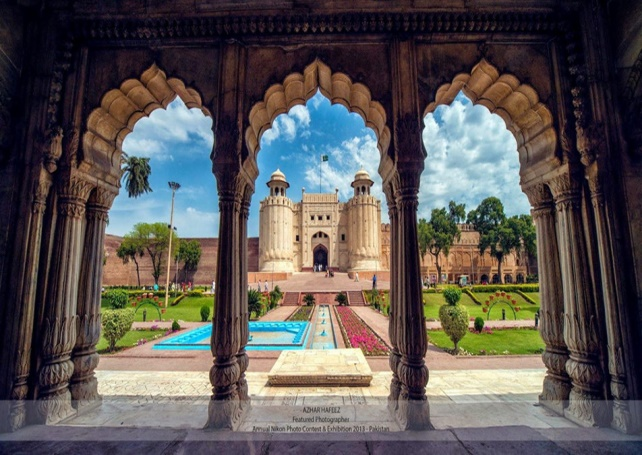 AZHAR HAFEEZ
Featured Photographer
Annual Nikon Photo Contest & Exhibition 2013 - Pakistan